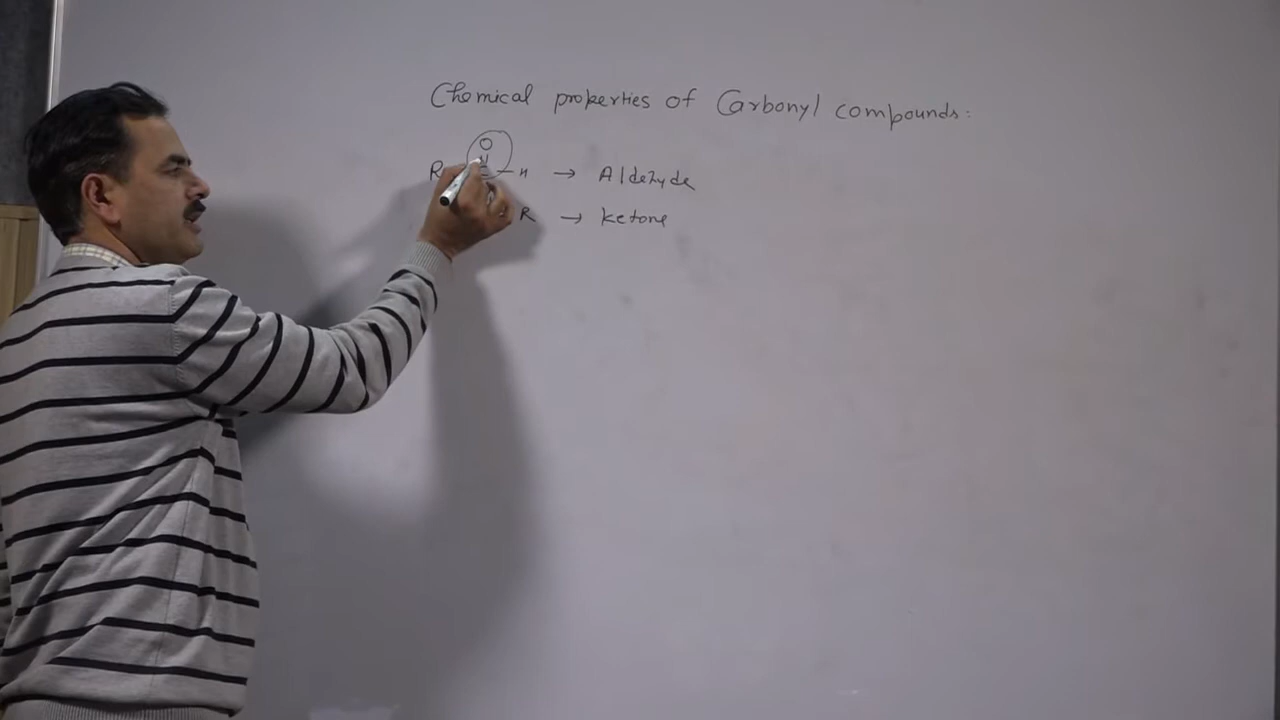 Chemical properties of Carbonyl compounds:
O
R - C - H → Aldehyde
R → ketone